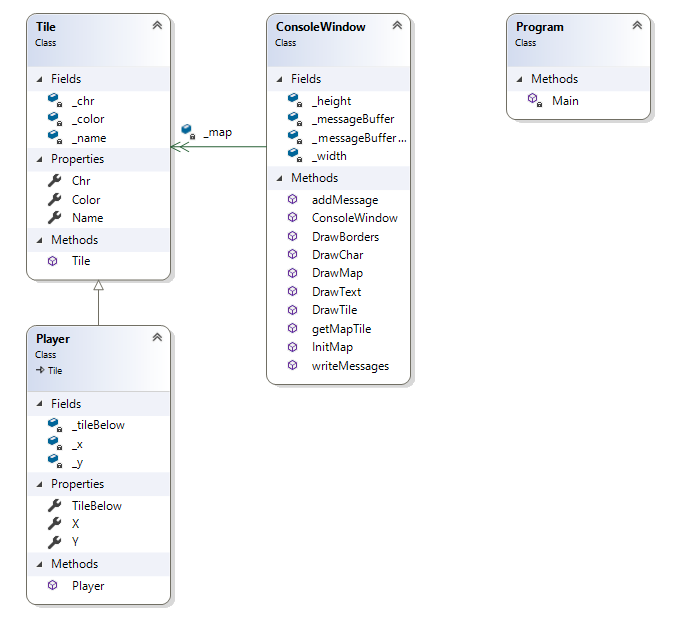 Tile
Class
Fields
_chr
_color
_name
Properties
Chr
Color
Name
Methods
Tile
_map
ConsoleWindow
Class
Fields
_height
_messageBuffer
_messageBuffer...
_width
Methods
addMessage
ConsoleWindow
DrawBorders
DrawChar
DrawMap
DrawText
DrawTile
getMapTile
InitMap
writeMessages
Program
Class
Methods
Main
Player
Class
Tile
Fields
_tileBelow
_x
_y
Properties
TileBelow
X
Y
Methods
Player